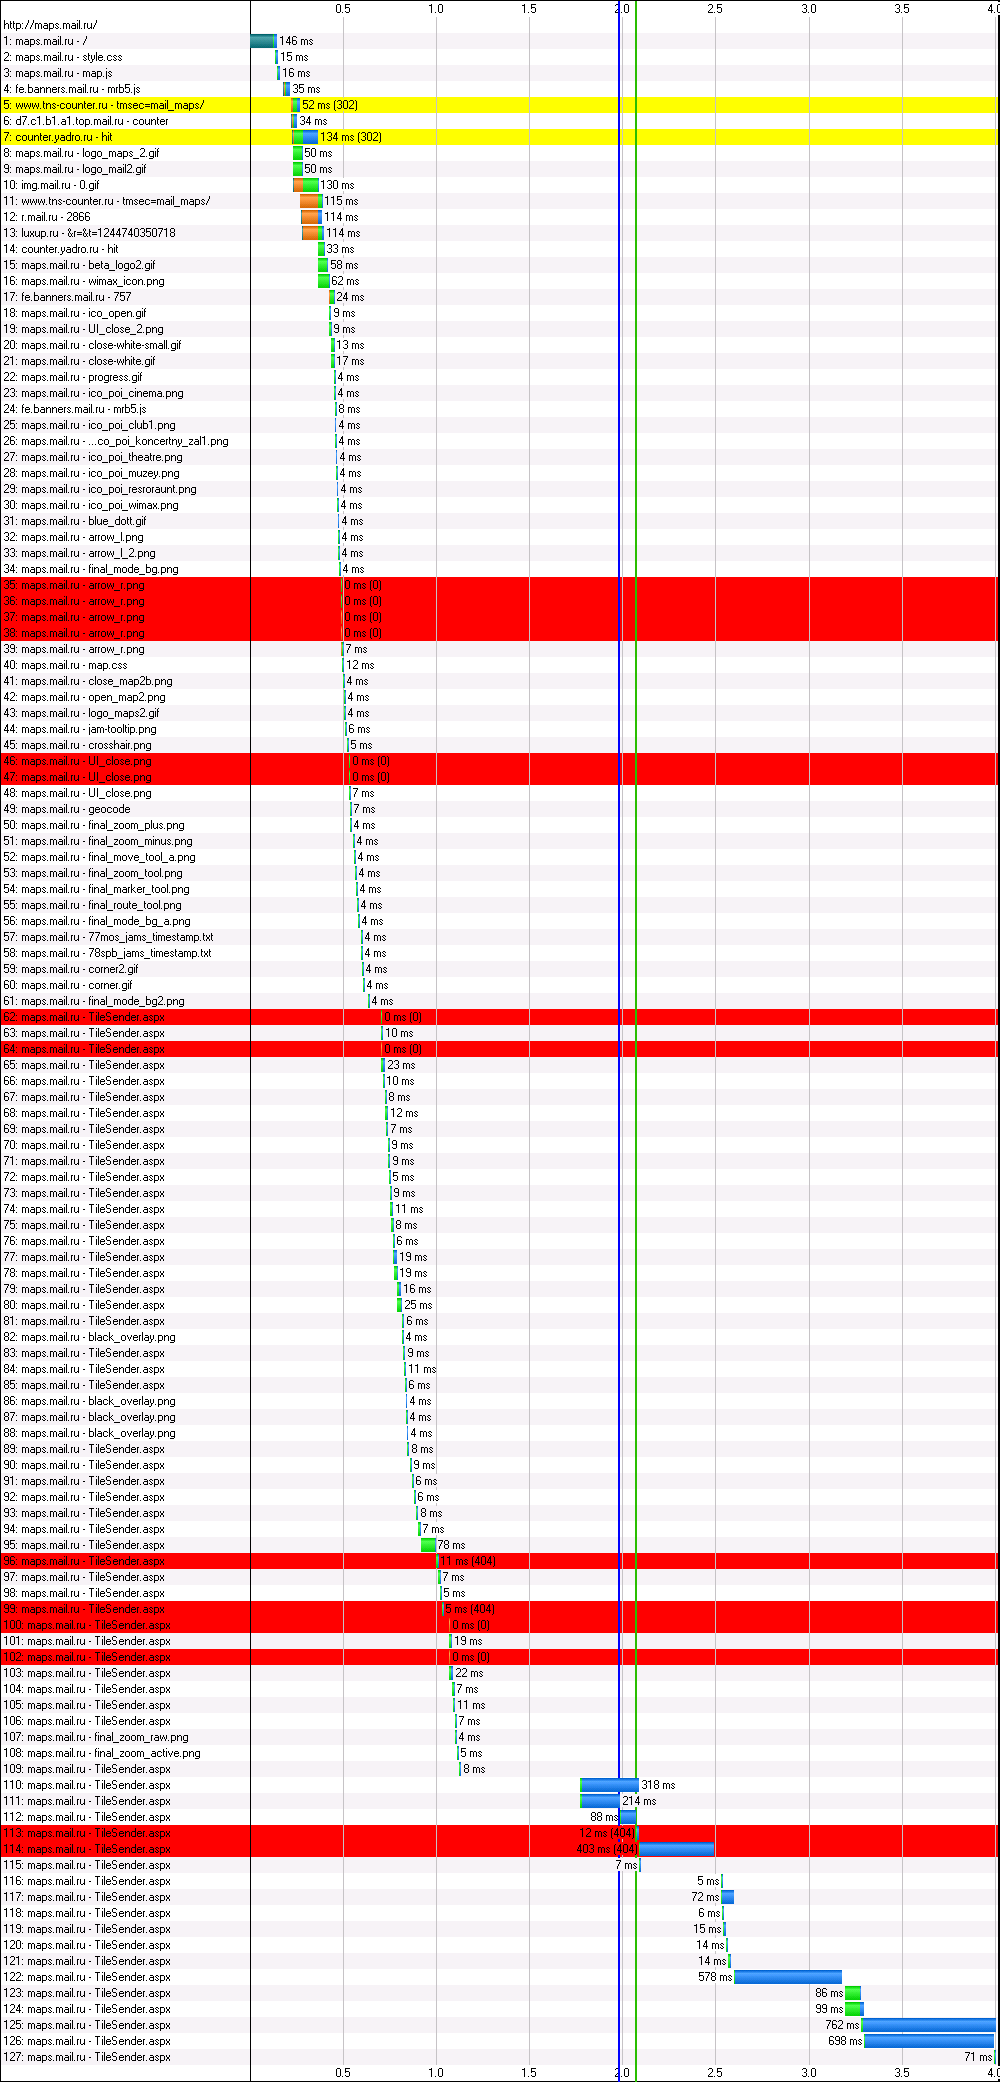 0.5 1.0 1.5 2.0 2.5 3.0 3.5 4.0
http://maps.mail.ru/
1: maps.mail.ru - / 146 ms
2: maps.mail.ru - style.css 15 ms
3: maps.mail.ru - map.js 16 ms
4: fe.banners.mail.ru - mrb5.js 35 ms
5: www.tns-counter.ru - tmsec=mail_maps/ 52 ms (302)
6: d7.c1.b1.a1.top.mail.ru - counter 34 ms
7: counter.yadro.ru - hit 134 ms (302)
8: maps.mail.ru - logo_maps_2.gif 50 ms
9: maps.mail.ru - logo_mail2.gif 50 ms
10: img.mail.ru - 0.gif 130 ms
11: www.tns-counter.ru - tmsec=mail_maps/ 115 ms
12: r.mail.ru - 2866 114 ms
13: luxup.ru - &r=&t=1244740350718 114 ms
14: counter.yadro.ru - hit 33 ms
15: maps.mail.ru - beta_logo2.gif 58 ms
16: maps.mail.ru - wimax_icon.png 62 ms
17: fe.banners.mail.ru - 757 24 ms
18: maps.mail.ru - ico_open.gif 9 ms
19: maps.mail.ru - UI_close_2.png 9 ms
20: maps.mail.ru - close-white-small.gif 13 ms
21: maps.mail.ru - close-white.gif 17 ms
22: maps.mail.ru - progress.gif 4 ms
23: maps.mail.ru - ico_poi_cinema.png 4 ms
24: fe.banners.mail.ru - mrb5.js 8 ms
25: maps.mail.ru - ico_poi_club1.png 4 ms
26: maps.mail.ru - ...co_poi_koncertny_zal1.png 4 ms
27: maps.mail.ru - ico_poi_theatre.png 4 ms
28: maps.mail.ru - ico_poi_muzey.png 4 ms
29: maps.mail.ru - ico_poi_resroraunt.png 4 ms
30: maps.mail.ru - ico_poi_wimax.png 4 ms
31: maps.mail.ru - blue_dott.gif 4 ms
32: maps.mail.ru - arrow_l.png 4 ms
33: maps.mail.ru - arrow_l_2.png 4 ms
34: maps.mail.ru - final_mode_bg.png 4 ms
35: maps.mail.ru - arrow_r.png 0 ms (0)
36: maps.mail.ru - arrow_r.png 0 ms (0)
37: maps.mail.ru - arrow_r.png 0 ms (0)
38: maps.mail.ru - arrow_r.png 0 ms (0)
39: maps.mail.ru - arrow_r.png 7 ms
40: maps.mail.ru - map.css 12 ms
41: maps.mail.ru - close_map2b.png 4 ms
42: maps.mail.ru - open_map2.png 4 ms
43: maps.mail.ru - logo_maps2.gif 4 ms
44: maps.mail.ru - jam-tooltip.png 6 ms
45: maps.mail.ru - crosshair.png 5 ms
46: maps.mail.ru - UI_close.png 0 ms (0)
47: maps.mail.ru - UI_close.png 0 ms (0)
48: maps.mail.ru - UI_close.png 7 ms
49: maps.mail.ru - geocode 7 ms
50: maps.mail.ru - final_zoom_plus.png 4 ms
51: maps.mail.ru - final_zoom_minus.png 4 ms
52: maps.mail.ru - final_move_tool_a.png 4 ms
53: maps.mail.ru - final_zoom_tool.png 4 ms
54: maps.mail.ru - final_marker_tool.png 4 ms
55: maps.mail.ru - final_route_tool.png 4 ms
56: maps.mail.ru - final_mode_bg_a.png 4 ms
57: maps.mail.ru - 77mos_jams_timestamp.txt 4 ms
58: maps.mail.ru - 78spb_jams_timestamp.txt 4 ms
59: maps.mail.ru - corner2.gif 4 ms
60: maps.mail.ru - corner.gif 4 ms
61: maps.mail.ru - final_mode_bg2.png 4 ms
62: maps.mail.ru - TileSender.aspx 0 ms (0)
63: maps.mail.ru - TileSender.aspx 10 ms
64: maps.mail.ru - TileSender.aspx 0 ms (0)
65: maps.mail.ru - TileSender.aspx 23 ms
66: maps.mail.ru - TileSender.aspx 10 ms
67: maps.mail.ru - TileSender.aspx 8 ms
68: maps.mail.ru - TileSender.aspx 12 ms
69: maps.mail.ru - TileSender.aspx 7 ms
70: maps.mail.ru - TileSender.aspx 9 ms
71: maps.mail.ru - TileSender.aspx 9 ms
72: maps.mail.ru - TileSender.aspx 5 ms
73: maps.mail.ru - TileSender.aspx 9 ms
74: maps.mail.ru - TileSender.aspx 11 ms
75: maps.mail.ru - TileSender.aspx 8 ms
76: maps.mail.ru - TileSender.aspx 6 ms
77: maps.mail.ru - TileSender.aspx 19 ms
78: maps.mail.ru - TileSender.aspx 19 ms
79: maps.mail.ru - TileSender.aspx 16 ms
80: maps.mail.ru - TileSender.aspx 25 ms
81: maps.mail.ru - TileSender.aspx 6 ms
82: maps.mail.ru - black_overlay.png 4 ms
83: maps.mail.ru - TileSender.aspx 9 ms
84: maps.mail.ru - TileSender.aspx 11 ms
85: maps.mail.ru - TileSender.aspx 6 ms
86: maps.mail.ru - black_overlay.png 4 ms
87: maps.mail.ru - black_overlay.png 4 ms
88: maps.mail.ru - black_overlay.png 4 ms
89: maps.mail.ru - TileSender.aspx 8 ms
90: maps.mail.ru - TileSender.aspx 9 ms
91: maps.mail.ru - TileSender.aspx 6 ms
92: maps.mail.ru - TileSender.aspx 6 ms
93: maps.mail.ru - TileSender.aspx 8 ms
94: maps.mail.ru - TileSender.aspx 7 ms
95: maps.mail.ru - TileSender.aspx 78 ms
96: maps.mail.ru - TileSender.aspx 11 ms (404)
97: maps.mail.ru - TileSender.aspx 7 ms
98: maps.mail.ru - TileSender.aspx 5 ms
99: maps.mail.ru - TileSender.aspx 5 ms (404)
100: maps.mail.ru - TileSender.aspx 0 ms (0)
101: maps.mail.ru - TileSender.aspx 19 ms
102: maps.mail.ru - TileSender.aspx 0 ms (0)
103: maps.mail.ru - TileSender.aspx 22 ms
104: maps.mail.ru - TileSender.aspx 7 ms
105: maps.mail.ru - TileSender.aspx 11 ms
106: maps.mail.ru - TileSender.aspx 7 ms
107: maps.mail.ru - final_zoom_raw.png 4 ms
108: maps.mail.ru - final_zoom_active.png 5 ms
109: maps.mail.ru - TileSender.aspx 8 ms
110: maps.mail.ru - TileSender.aspx 318 ms
111: maps.mail.ru - TileSender.aspx 214 ms
112: maps.mail.ru - TileSender.aspx 88 ms
113: maps.mail.ru - TileSender.aspx 12 ms (404)
114: maps.mail.ru - TileSender.aspx 403 ms (404)
115: maps.mail.ru - TileSender.aspx 7 ms
116: maps.mail.ru - TileSender.aspx 5 ms
117: maps.mail.ru - TileSender.aspx 72 ms
118: maps.mail.ru - TileSender.aspx 6 ms
119: maps.mail.ru - TileSender.aspx 15 ms
120: maps.mail.ru - TileSender.aspx 14 ms
121: maps.mail.ru - TileSender.aspx 14 ms
122: maps.mail.ru - TileSender.aspx 578 ms
123: maps.mail.ru - TileSender.aspx 86 ms
124: maps.mail.ru - TileSender.aspx 99 ms
125: maps.mail.ru - TileSender.aspx 762 ms
126: maps.mail.ru - TileSender.aspx 698 ms
127: maps.mail.ru - TileSender.aspx 71 ms
0.5 1.0 1.5 2.0 2.5 3.0 3.5 4.0